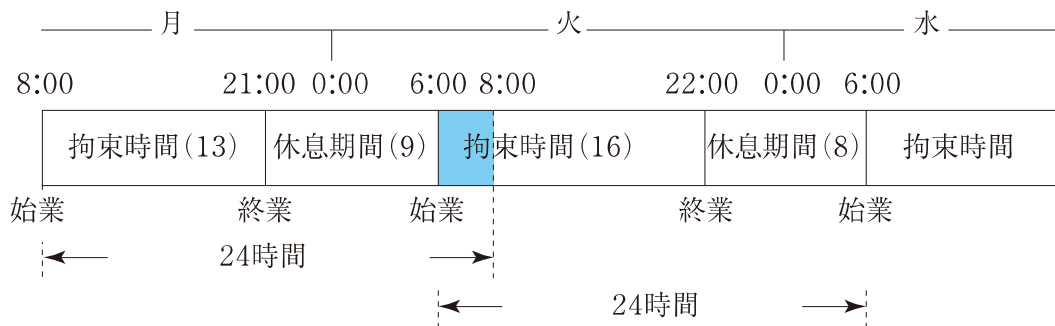 月 火 水
8:00 21:00 0:00 6:00 8:00 22:00 0:00 6:00
拘束時間(13) 休息期間(9) 拘束時間(16) 休息期間(8) 拘束時間
始業 終業 始業 終業 始業
24時間
24時間